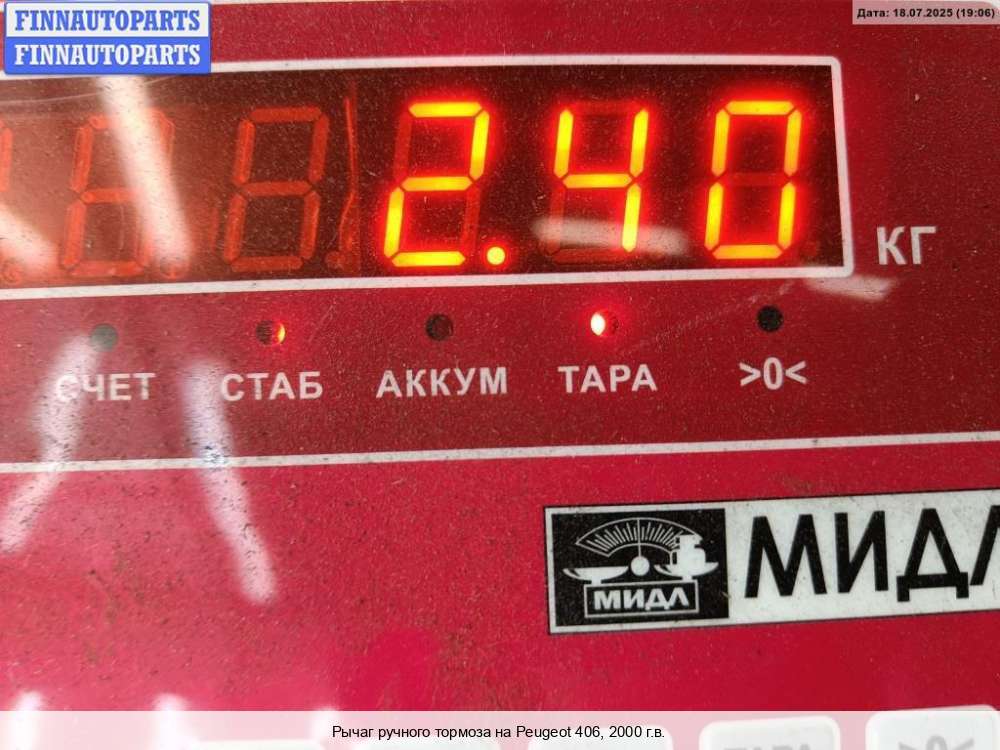 FINNAUTOPARTS
FINNAUTOPARTS
Дата: 18.07.2025 (19:06)
2.40
КГ
СЧЕТ СТАБ АККУМ ТАРА >0<
МИДЛ
МИДЛ
Рычаг ручного тормоза на Peugeot 406, 2000 г.в.